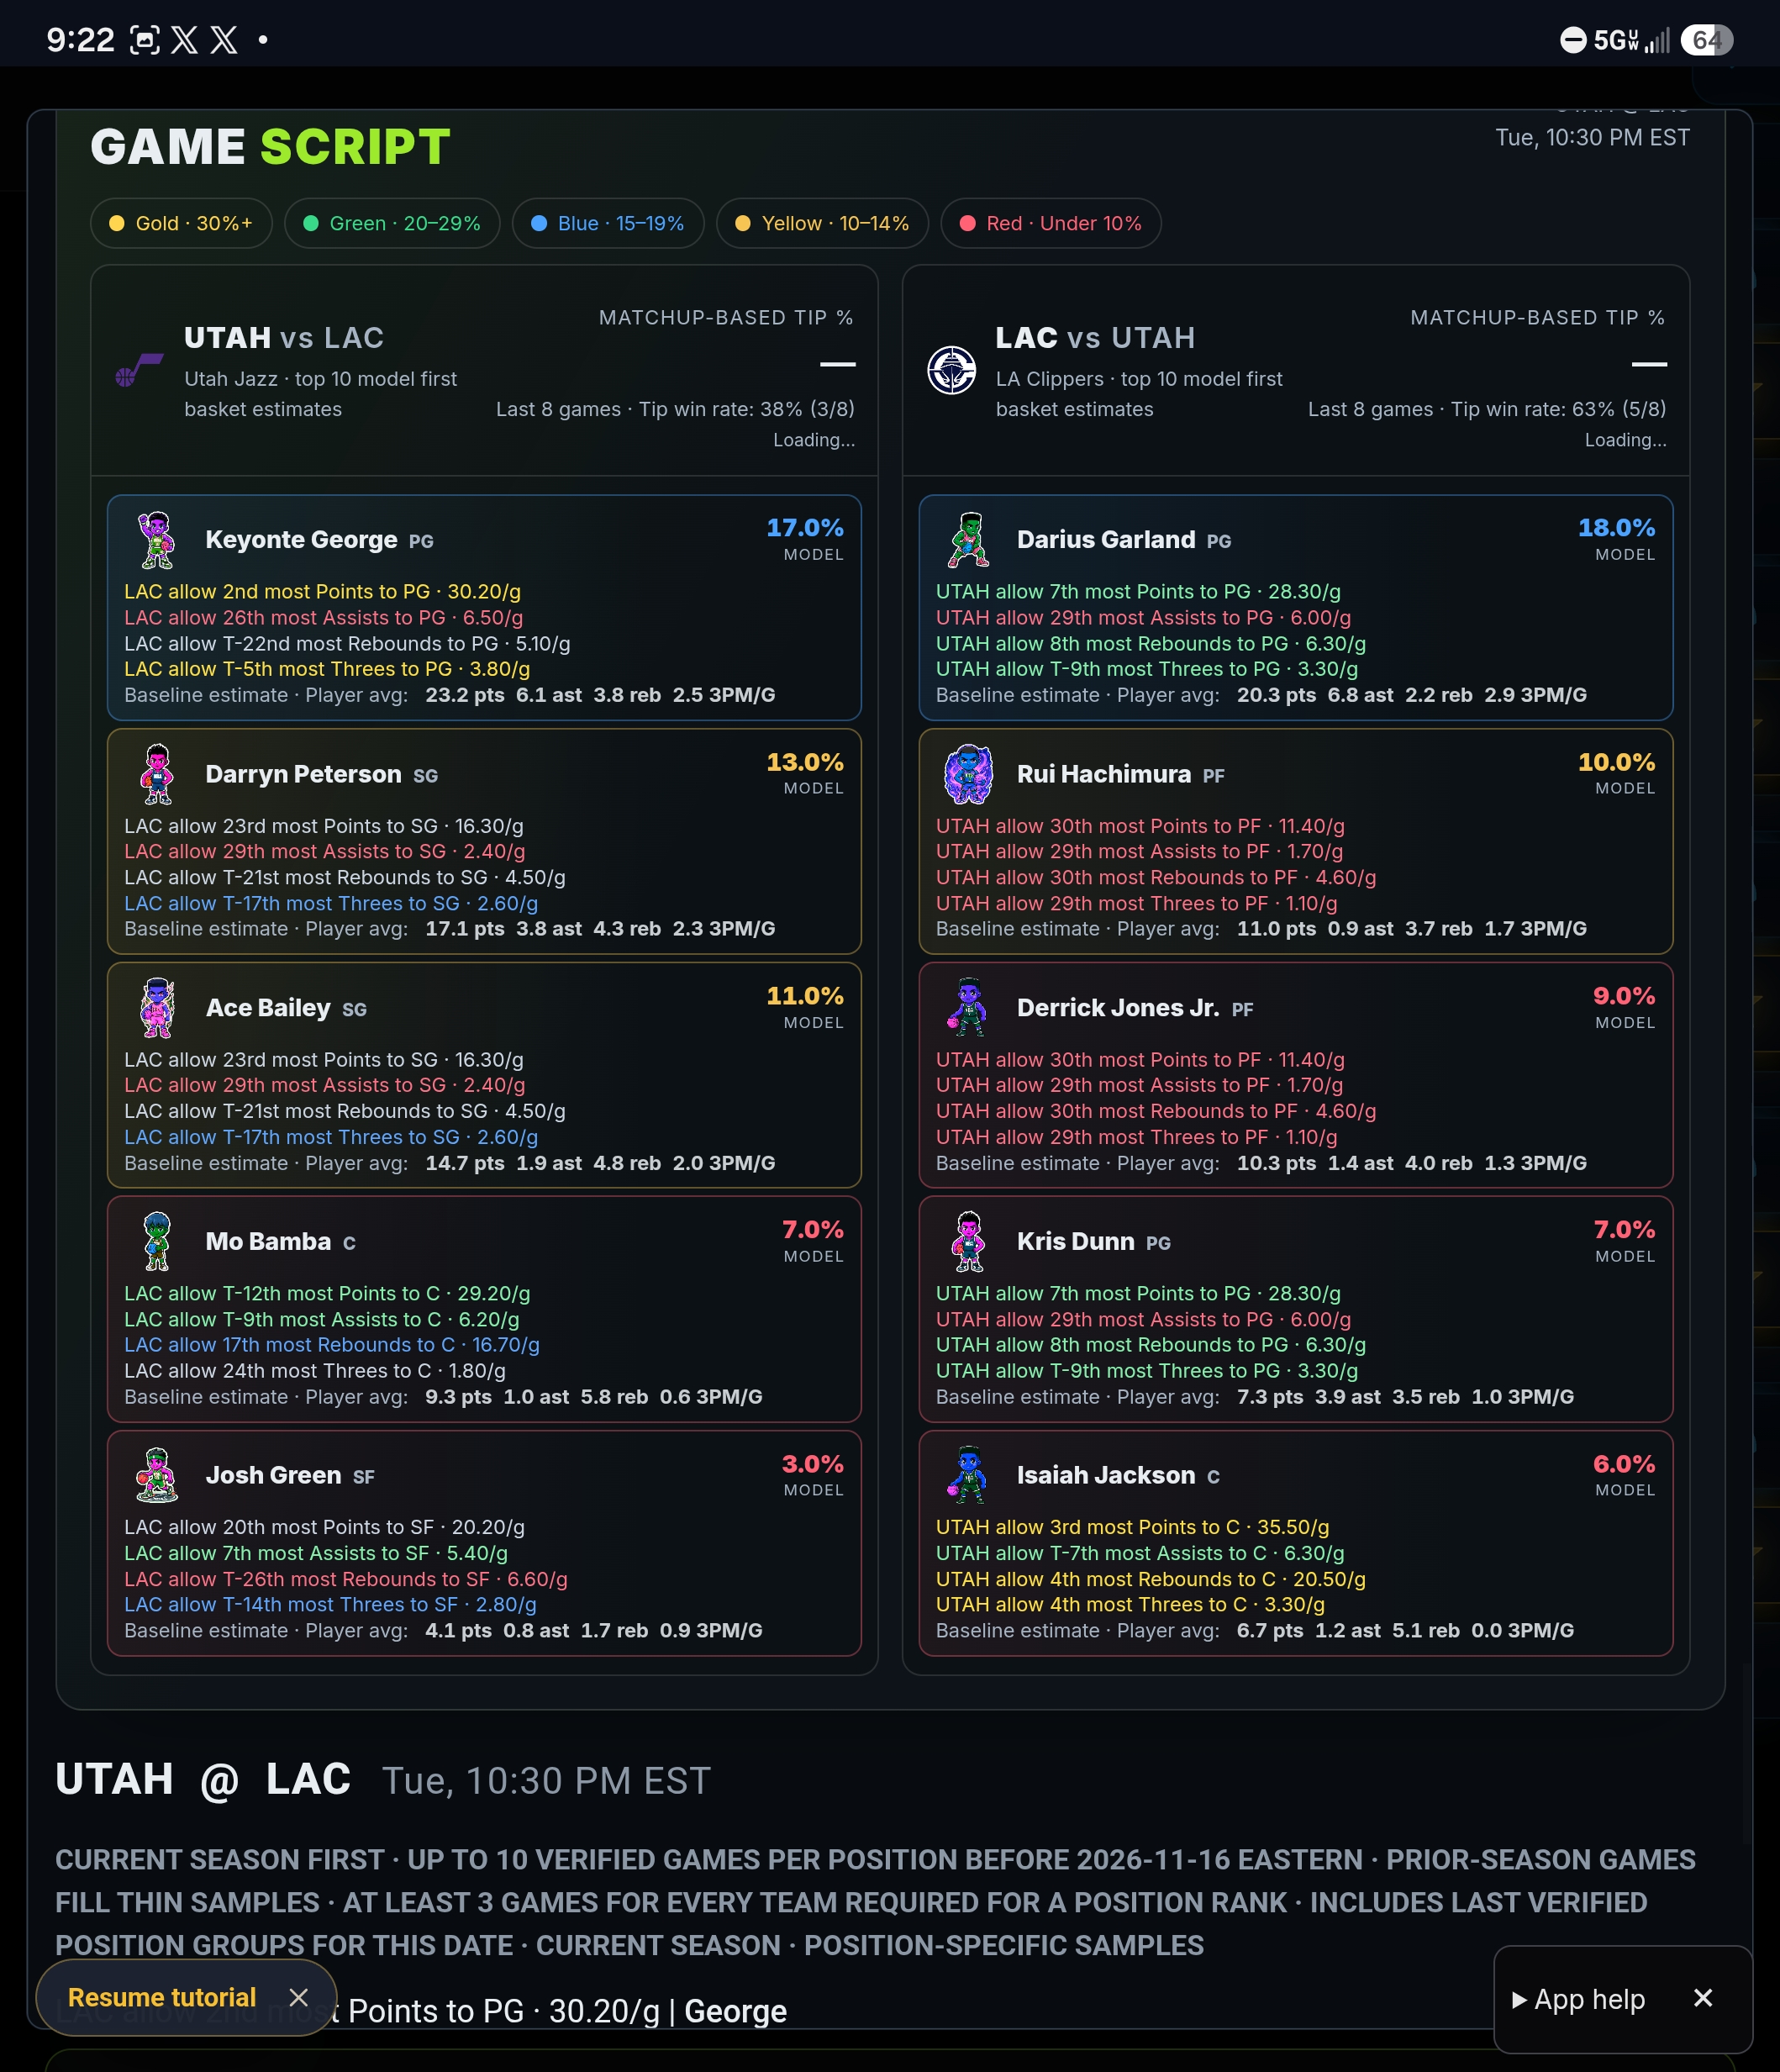 9:22
5G UW
64
GAME SCRIPT
Tue, 10:30 PM EST
Gold · 30%+
Green · 20–29%
Blue · 15–19%
Yellow · 10–14%
Red · Under 10%
UTAH vs LAC
Utah Jazz · top 10 model first
basket estimates
MATCHUP-BASED TIP %
—
Last 8 games · Tip win rate: 38% (3/8)
Loading...
Keyonte George PG
17.0%
MODEL
LAC allow 2nd most Points to PG · 30.20/g
LAC allow 26th most Assists to PG · 6.50/g
LAC allow T-22nd most Rebounds to PG · 5.10/g
LAC allow T-5th most Threes to PG · 3.80/g
Baseline estimate · Player avg: 23.2 pts 6.1 ast 3.8 reb 2.5 3PM/G
Darryn Peterson SG
13.0%
MODEL
LAC allow 23rd most Points to SG · 16.30/g
LAC allow 29th most Assists to SG · 2.40/g
LAC allow T-21st most Rebounds to SG · 4.50/g
LAC allow T-17th most Threes to SG · 2.60/g
Baseline estimate · Player avg: 17.1 pts 3.8 ast 4.3 reb 2.3 3PM/G
Ace Bailey SG
11.0%
MODEL
LAC allow 23rd most Points to SG · 16.30/g
LAC allow 29th most Assists to SG · 2.40/g
LAC allow T-21st most Rebounds to SG · 4.50/g
LAC allow T-17th most Threes to SG · 2.60/g
Baseline estimate · Player avg: 14.7 pts 1.9 ast 4.8 reb 2.0 3PM/G
Mo Bamba C
7.0%
MODEL
LAC allow T-12th most Points to C · 29.20/g
LAC allow T-9th most Assists to C · 6.20/g
LAC allow 17th most Rebounds to C · 16.70/g
LAC allow 24th most Threes to C · 1.80/g
Baseline estimate · Player avg: 9.3 pts 1.0 ast 5.8 reb 0.6 3PM/G
Josh Green SF
3.0%
MODEL
LAC allow 20th most Points to SF · 20.20/g
LAC allow 7th most Assists to SF · 5.40/g
LAC allow T-26th most Rebounds to SF · 6.60/g
LAC allow T-14th most Threes to SF · 2.80/g
Baseline estimate · Player avg: 4.1 pts 0.8 ast 1.7 reb 0.9 3PM/G
LAC vs UTAH
LA Clippers · top 10 model first
basket estimates
MATCHUP-BASED TIP %
—
Last 8 games · Tip win rate: 63% (5/8)
Loading...
Darius Garland PG
18.0%
MODEL
UTAH allow 7th most Points to PG · 28.30/g
UTAH allow 29th most Assists to PG · 6.00/g
UTAH allow 8th most Rebounds to PG · 6.30/g
UTAH allow T-9th most Threes to PG · 3.30/g
Baseline estimate · Player avg: 20.3 pts 6.8 ast 2.2 reb 2.9 3PM/G
Rui Hachimura PF
10.0%
MODEL
UTAH allow 30th most Points to PF · 11.40/g
UTAH allow 29th most Assists to PF · 1.70/g
UTAH allow 30th most Rebounds to PF · 4.60/g
UTAH allow 29th most Threes to PF · 1.10/g
Baseline estimate · Player avg: 11.0 pts 0.9 ast 3.7 reb 1.7 3PM/G
Derrick Jones Jr. PF
9.0%
MODEL
UTAH allow 30th most Points to PF · 11.40/g
UTAH allow 29th most Assists to PF · 1.70/g
UTAH allow 30th most Rebounds to PF · 4.60/g
UTAH allow 29th most Threes to PF · 1.10/g
Baseline estimate · Player avg: 10.3 pts 1.4 ast 4.0 reb 1.3 3PM/G
Kris Dunn PG
7.0%
MODEL
UTAH allow 7th most Points to PG · 28.30/g
UTAH allow 29th most Assists to PG · 6.00/g
UTAH allow 8th most Rebounds to PG · 6.30/g
UTAH allow T-9th most Threes to PG · 3.30/g
Baseline estimate · Player avg: 7.3 pts 3.9 ast 3.5 reb 1.0 3PM/G
Isaiah Jackson C
6.0%
MODEL
UTAH allow 3rd most Points to C · 35.50/g
UTAH allow T-7th most Assists to C · 6.30/g
UTAH allow 4th most Rebounds to C · 20.50/g
UTAH allow 4th most Threes to C · 3.30/g
Baseline estimate · Player avg: 6.7 pts 1.2 ast 5.1 reb 0.0 3PM/G
UTAH @ LAC Tue, 10:30 PM EST
CURRENT SEASON FIRST · UP TO 10 VERIFIED GAMES PER POSITION BEFORE 2026-11-16 EASTERN · PRIOR-SEASON GAMES
FILL THIN SAMPLES · AT LEAST 3 GAMES FOR EVERY TEAM REQUIRED FOR A POSITION RANK · INCLUDES LAST VERIFIED
POSITION GROUPS FOR THIS DATE · CURRENT SEASON · POSITION-SPECIFIC SAMPLES
Points to PG · 30.20/g | George
Resume tutorial
App help